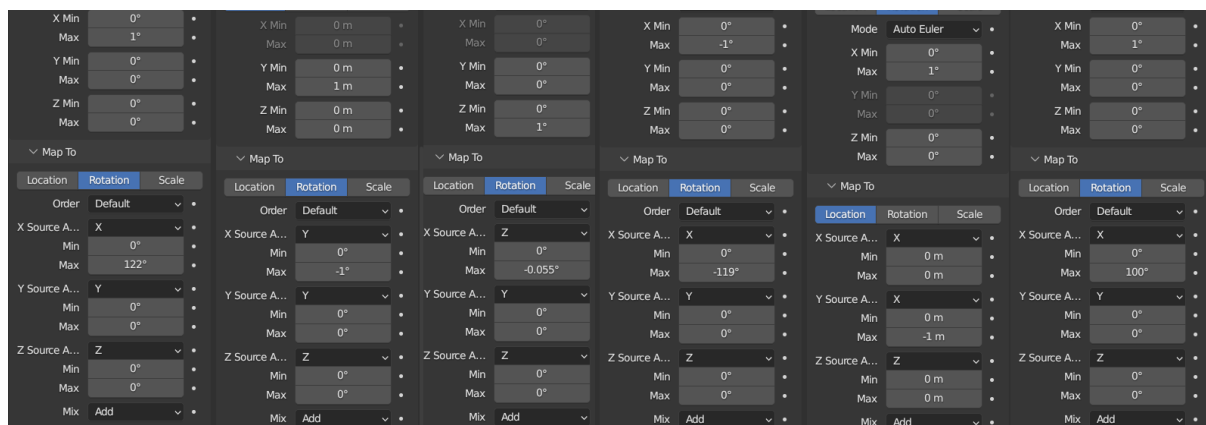 X Min 0°
Max 1°
Y Min 0°
Max 0°
Z Min 0°
Max 0°
Map To
Location Rotation Scale
Order Default
X Source A... X
Min 0°
Max 122°
Y Source A... Y
Min 0°
Max 0°
Z Source A... Z
Min 0°
Max 0°
Mix Add
X Min 0 m
Max 0 m
Y Min 0 m
Max 1 m
Z Min 0 m
Max 0 m
Map To
Location Rotation Scale
Order Default
X Source A... Y
Min 0°
Max -1°
Y Source A... Y
Min 0°
Max 0°
Z Source A... Z
Min 0°
Max 0°
Mix Add
X Min 0°
Max 0°
Y Min 0°
Max 0°
Z Min 0°
Max 1°
Map To
Location Rotation Scale
Order Default
X Source A... Z
Min 0°
Max -0.055°
Y Source A... Y
Min 0°
Max 0°
Z Source A... Z
Min 0°
Max 0°
Mix Add
X Min 0°
Max -1°
Y Min 0°
Max 0°
Z Min 0°
Max 0°
Map To
Location Rotation Scale
Order Default
X Source A... X
Min 0°
Max -119°
Y Source A... Y
Min 0°
Max 0°
Z Source A... Z
Min 0°
Max 0°
Mix Add
Mode Auto Euler
X Min 0°
Max 1°
Y Min 0°
Max 0°
Z Min 0°
Max 0°
Map To
Location Rotation Scale
X Source A... X
Min 0 m
Max 0 m
Y Source A... X
Min 0 m
Max -1 m
Z Source A... Z
Min 0 m
Max 0 m
Mix Add
X Min 0°
Max 1°
Y Min 0°
Max 0°
Z Min 0°
Max 0°
Map To
Location Rotation Scale
Order Default
X Source A... X
Min 0°
Max 100°
Y Source A... Y
Min 0°
Max 0°
Z Source A... Z
Min 0°
Max 0°
Mix Add